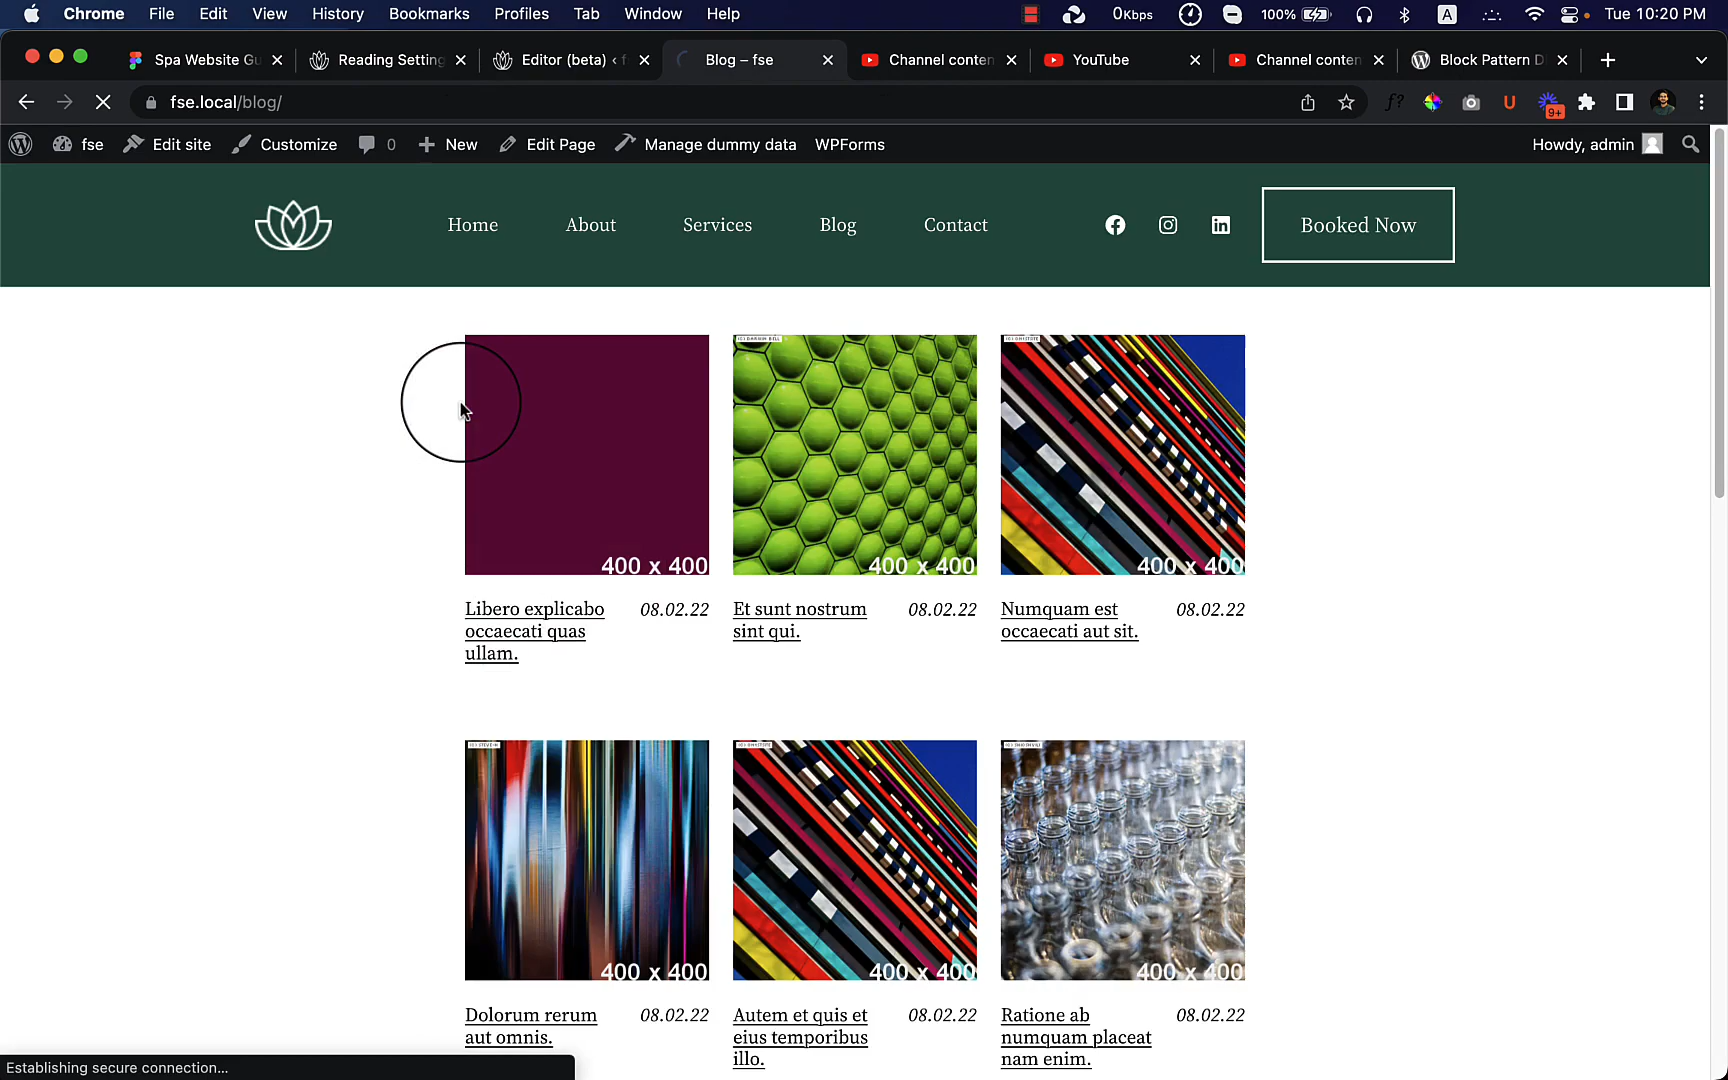 Chrome File Edit View History Bookmarks Profiles Tab Window Help 0Kbps 100% A Tue 10:20 PM
Spa Website Gu Reading Setting Editor (beta) ‹ f Blog – fse Channel conten YouTube Channel conten Block Pattern D
fse.local/blog/ f? U 9+
fse Edit site Customize 0 New Edit Page Manage dummy data WPForms Howdy, admin
Home About Services Blog Contact Booked Now
400 x 400 400 x 400 400 x 400
Libero explicabo 08.02.22 Et sunt nostrum 08.02.22 Numquam est 08.02.22
occaecati quas sint qui. occaecati aut sit.
ullam.
400 x 400 400 x 400 400 x 400
Dolorum rerum 08.02.22 Autem et quis et 08.02.22 Ratione ab 08.02.22
aut omnis. eius temporibus numquam placeat
illo. nam enim.
Establishing secure connection...